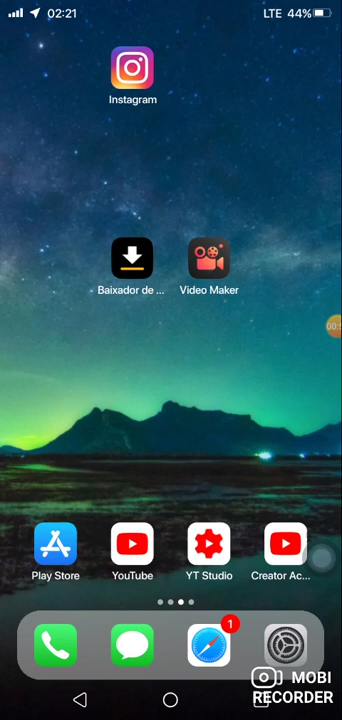 02:21
LTE 44%
Instagram
Baixador de ...
Video Maker
00:
Play Store
YouTube
YT Studio
Creator Ac...
1
MOBI
RECORDER